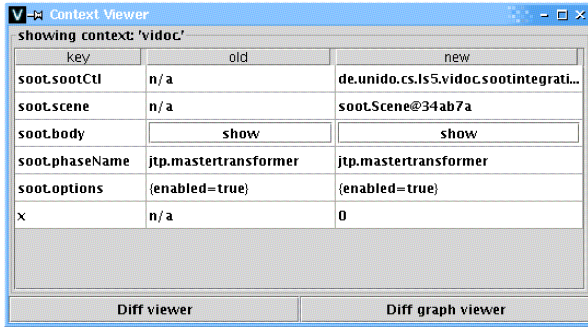 V Context Viewer
showing context: 'vidoc.'
key old new
soot.sootCtl n/a de.unido.cs.ls5.vidoc.sootintegrati...
soot.scene n/a soot.Scene@34ab7a
soot.body show show
soot.phaseName jtp.mastertransformer jtp.mastertransformer
soot.options {enabled=true} {enabled=true}
x n/a 0
Diff viewer Diff graph viewer